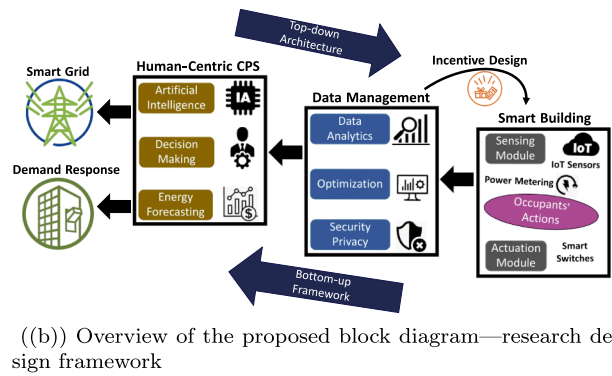 Top-down
Architecture
Smart Grid
Human-Centric CPS
Artificial
Intelligence
IA
Decision
Making
Energy
Forecasting
Demand Response
Data Management
Data
Analytics
Optimization
Security
Privacy
Incentive Design
Smart Building
Sensing
Module
IoT
IoT Sensors
Power Metering
Occupants'
Actions
Actuation
Module
Smart
Switches
Bottom-up
Framework
((b)) Overview of the proposed block diagram—research de
sign framework